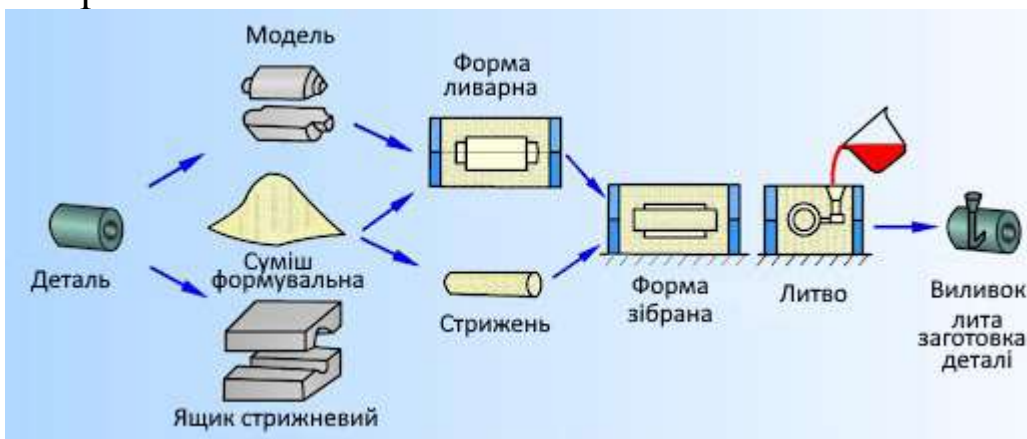 Модель
Форма
ливарна
Деталь
Суміш
формувальна
Стрижень
Форма
зібрана
Литво
Виливок
лита
заготовка
деталі
Ящик стрижневий